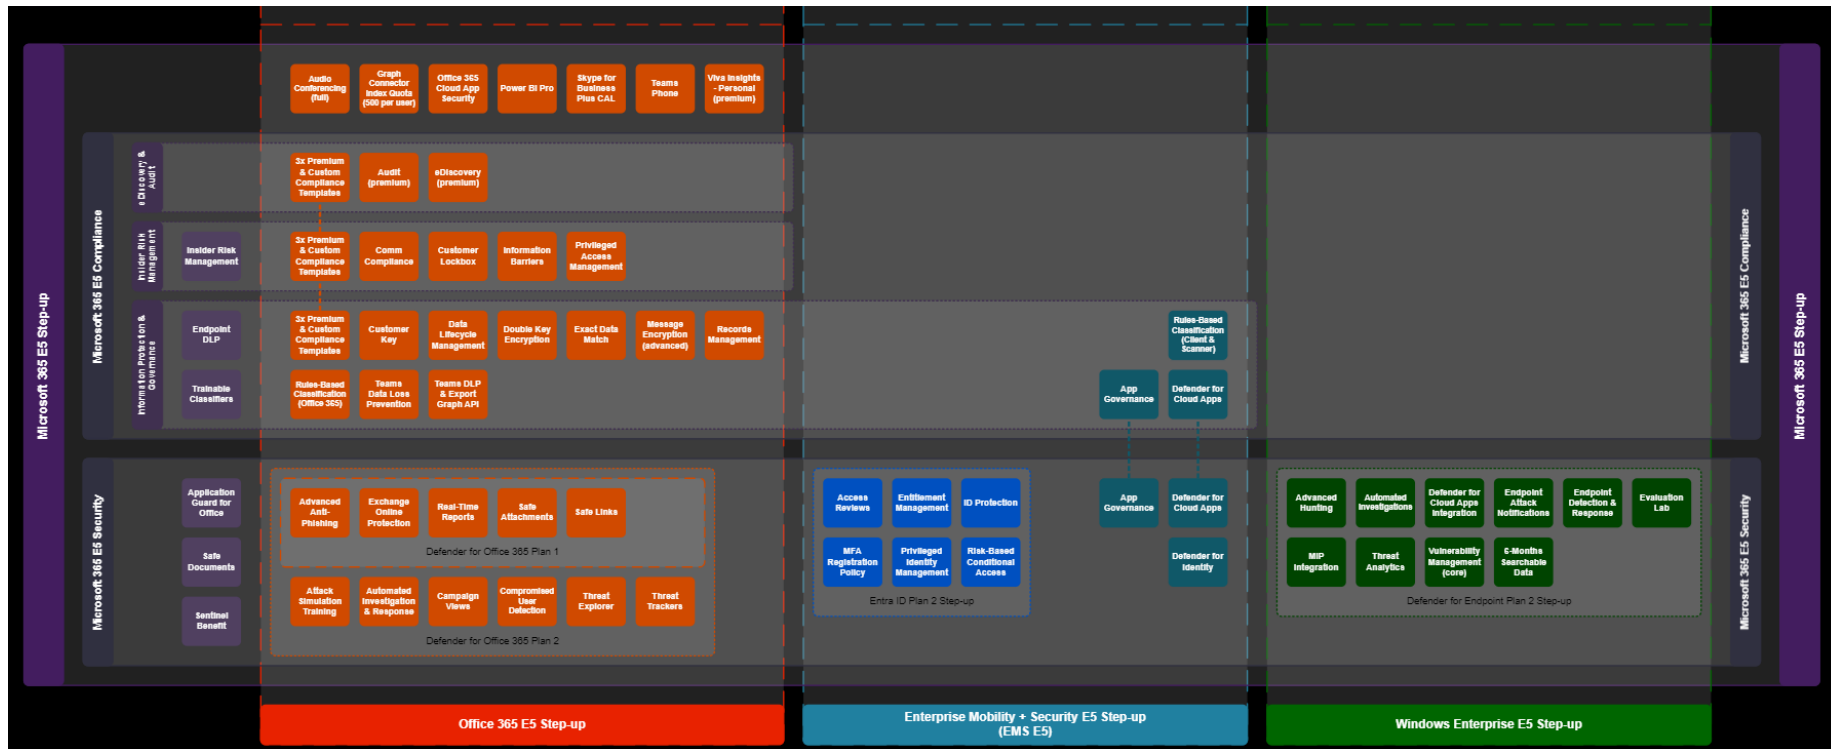 Microsoft 365 E5 Step-up
Audio
Conferencing
(full)
Graph
Connector
Index Quota
(500 per user)
Office 365
Cloud App
Security
Power BI Pro
Skype for
Business
Plus CAL
Teams
Phone
Viva Insights
- Personal
(premium)
Microsoft 365 E5 Compliance
eDiscovery &
Audit
3x Premium
& Custom
Compliance
Templates
Audit
(premium)
eDiscovery
(premium)
Insider Risk
Management
Insider Risk
Management
3x Premium
& Custom
Compliance
Templates
Comm
Compliance
Customer
Lockbox
Information
Barriers
Privileged
Access
Management
Information Protection &
Governance
Endpoint
DLP
3x Premium
& Custom
Compliance
Templates
Customer
Key
Data
Lifecycle
Management
Double Key
Encryption
Exact Data
Match
Message
Encryption
(advanced)
Records
Management
Rules-Based
Classification
(Client &
Scanner)
Trainable
Classifiers
Rules-Based
Classification
(Office 365)
Teams
Data Loss
Prevention
Teams DLP
& Export
Graph API
App
Governance
Defender for
Cloud Apps
Microsoft 365 E5 Compliance
Microsoft 365 E5 Security
Application
Guard for
Office
Safe
Documents
Sentinel
Benefit
Advanced
Anti-
Phishing
Exchange
Online
Protection
Real-Time
Reports
Safe
Attachments
Safe Links
Defender for Office 365 Plan 1
Attack
Simulation
Training
Automated
Investigation
& Response
Campaign
Views
Compromised
User
Detection
Threat
Explorer
Threat
Trackers
Defender for Office 365 Plan 2
Access
Reviews
Entitlement
Management
ID Protection
MFA
Registration
Policy
Privileged
Identity
Management
Risk-Based
Conditional
Access
Entra ID Plan 2 Step-up
App
Governance
Defender for
Cloud Apps
Defender for
Identity
Advanced
Hunting
Automated
Investigations
Defender for
Cloud Apps
Integration
Endpoint
Attack
Notifications
Endpoint
Detection &
Response
Evaluation
Lab
MIP
Integration
Threat
Analytics
Vulnerability
Management
(core)
6-Months
Searchable
Data
Defender for Endpoint Plan 2 Step-up
Microsoft 365 E5 Security
Microsoft 365 E5 Step-up
Office 365 E5 Step-up
Enterprise Mobility + Security E5 Step-up
(EMS E5)
Windows Enterprise E5 Step-up